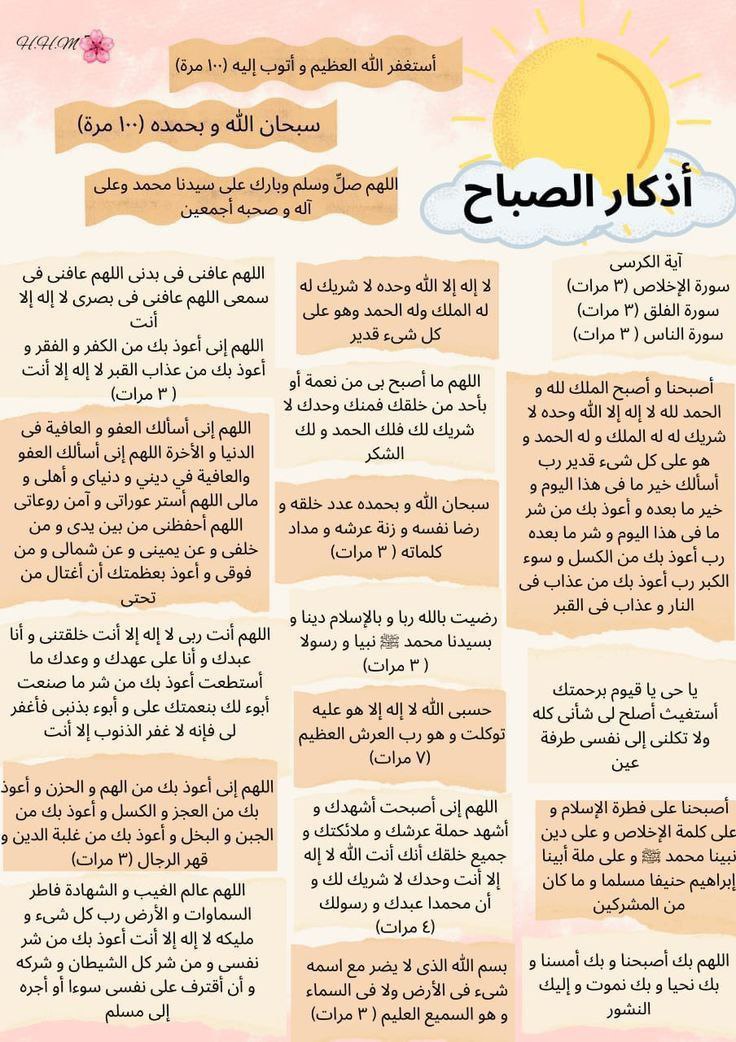 H.H.M
أستغفر الله العظيم و أتوب إليه (١٠٠ مرة)
سبحان الله و بحمده (١٠٠ مرة)
اللهم صلِّ وسلم وبارك على سيدنا محمد وعلى
آله و صحبه أجمعين
أذكار الصباح
آية الكرسى
سورة الإخلاص (٣ مرات)
سورة الفلق (٣ مرات)
سورة الناس ( ٣ مرات)
أصبحنا و أصبح الملك لله و
الحمد لله لا إله إلا الله وحده لا
شريك له له الملك و له الحمد و
هو على كل شىء قدير رب
أسألك خير ما فى هذا اليوم و
خير ما بعده و أعوذ بك من شر
ما فى هذا اليوم و شر ما بعده
رب أعوذ بك من الكسل و سوء
الكبر رب أعوذ بك من عذاب فى
النار و عذاب فى القبر
يا حى يا قيوم برحمتك
أستغيث أصلح لى شأنى كله
ولا تكلنى إلى نفسى طرفة
عين
أصبحنا على فطرة الإسلام و
على كلمة الإخلاص و على دين
نبينا محمد ﷺ و على ملة أبينا
إبراهيم حنيفا مسلما و ما كان
من المشركين
اللهم بك أصبحنا و بك أمسنا و
بك نحيا و بك نموت و إليك
النشور
لا إله إلا الله وحده لا شريك له
له الملك وله الحمد وهو على
كل شىء قدير
اللهم ما أصبح بى من نعمة أو
بأحد من خلقك فمنك وحدك لا
شريك لك فلك الحمد و لك
الشكر
سبحان الله و بحمده عدد خلقه و
رضا نفسه و زنة عرشه و مداد
كلماته ( ٣ مرات)
رضيت بالله ربا و بالإسلام دينا و
بسيدنا محمد ﷺ نبيا و رسولا
( ٣ مرات)
حسبى الله لا إله إلا هو عليه
توكلت و هو رب العرش العظيم
(٧ مرات)
اللهم إنى أصبحت أشهدك و
أشهد حملة عرشك و ملائكتك و
جميع خلقك أنك أنت الله لا إله
إلا أنت وحدك لا شريك لك و
أن محمدا عبدك و رسولك
(٤ مرات)
بسم الله الذى لا يضر مع اسمه
شىء فى الأرض ولا فى السماء
و هو السميع العليم ( ٣ مرات)
اللهم عافنى فى بدنى اللهم عافنى فى
سمعى اللهم عافنى فى بصرى لا إله إلا
أنت
اللهم إنى أعوذ بك من الكفر و الفقر و
أعوذ بك من عذاب القبر لا إله إلا أنت
( ٣ مرات)
اللهم إنى أسألك العفو و العافية فى
الدنيا و الأخرة اللهم إنى أسألك العفو
والعافية في ديني و دنياى و أهلى و
مالى اللهم أستر عوراتى و آمن روعاتى
اللهم أحفظنى من بين يدى و من
خلفى و عن يمينى و عن شمالى و من
فوقى و أعوذ بعظمتك أن أغتال من
تحتى
اللهم أنت ربى لا إله إلا أنت خلقتنى و أنا
عبدك و أنا على عهدك و وعدك ما
أستطعت أعوذ بك من شر ما صنعت
أبوء لك بنعمتك على و أبوء بذنبى فأغفر
لى فإنه لا غفر الذنوب إلا أنت
اللهم إنى أعوذ بك من الهم و الحزن و أعوذ
بك من العجز و الكسل و أعوذ بك من
الجبن و البخل و أعوذ بك من غلبة الدين و
قهر الرجال (٣ مرات)
اللهم عالم الغيب و الشهادة فاطر
السماوات و الأرض رب كل شىء و
مليكه لا إله إلا أنت أعوذ بك من شر
نفسى و من شر كل الشيطان و شركه
و أن أقترف على نفسى سوءا أو أجره
إلى مسلم